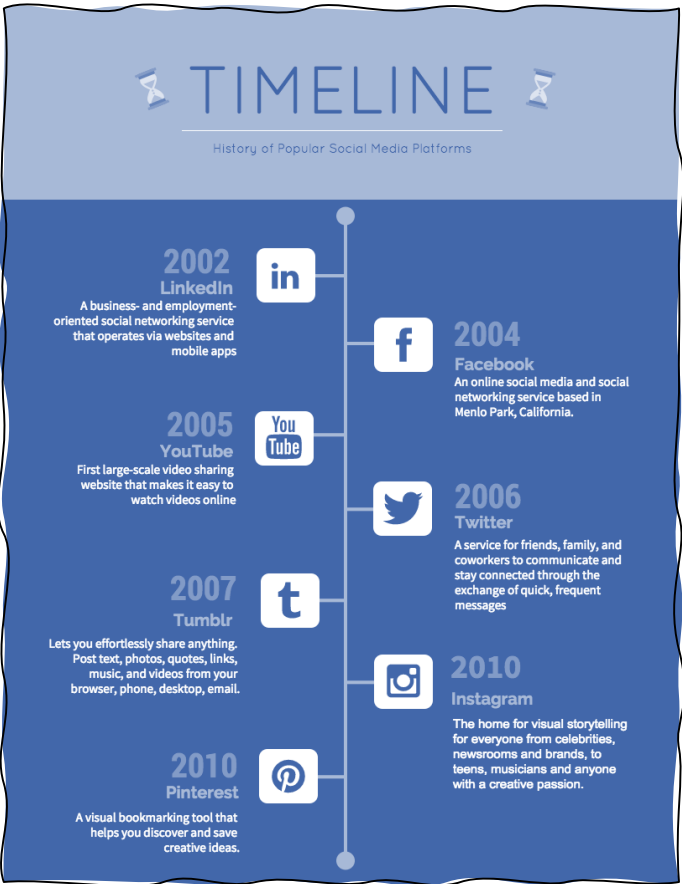 TIMELINE
History of Popular Social Media Platforms
2002
LinkedIn
A business- and employment-
oriented social networking service
that operates via websites and
mobile apps
in
f
2004
Facebook
An online social media and social
networking service based in
Menlo Park, California.
2005
YouTube
First large-scale video sharing
website that makes it easy to
watch videos online
You
Tube
2006
Twitter
A service for friends, family, and
coworkers to communicate and
stay connected through the
exchange of quick, frequent
messages
2007
Tumblr
Lets you effortlessly share anything.
Post text, photos, quotes, links,
music, and videos from your
browser, phone, desktop, email.
t
2010
Instagram
The home for visual storytelling
for everyone from celebrities,
newsrooms and brands, to
teens, musicians and anyone
with a creative passion.
2010
Pinterest
A visual bookmarking tool that
helps you discover and save
creative ideas.